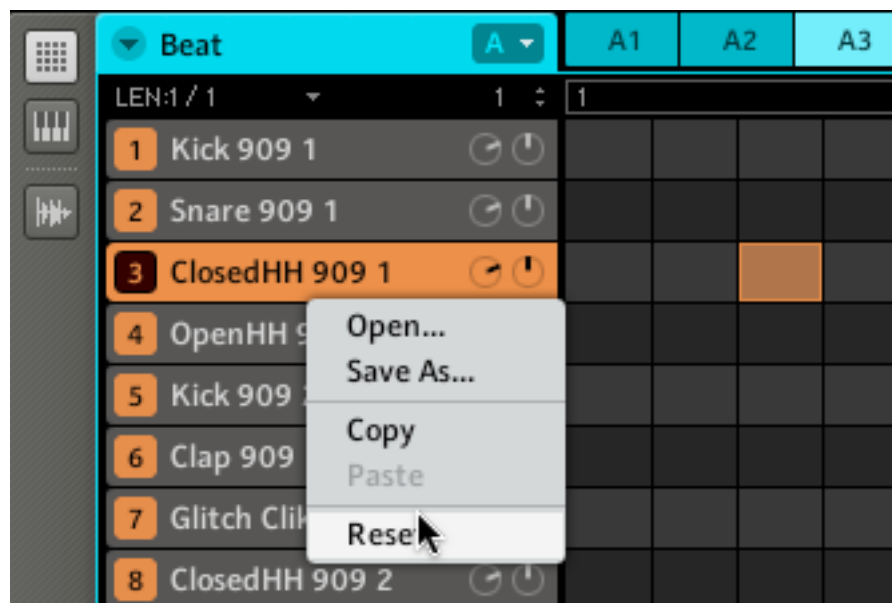 Beat A A1 A2 A3
LEN:1 / 1 1 1
1 Kick 909 1
2 Snare 909 1
3 ClosedHH 909 1
Open...
4 OpenHH
Save As...
5 Kick 909
Copy
6 Clap 909
Paste
7 Glitch
Reset
8 ClosedHH 909 2